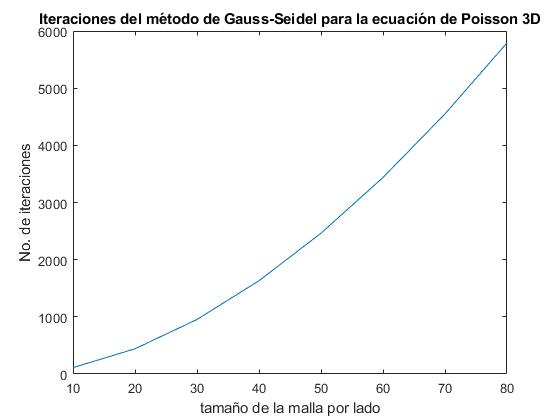 Iteraciones del método de Gauss-Seidel para la ecuación de Poisson 3D
6000
5000
4000
3000
2000
1000
0
No. de iteraciones
10 20 30 40 50 60 70 80
tamaño de la malla por lado